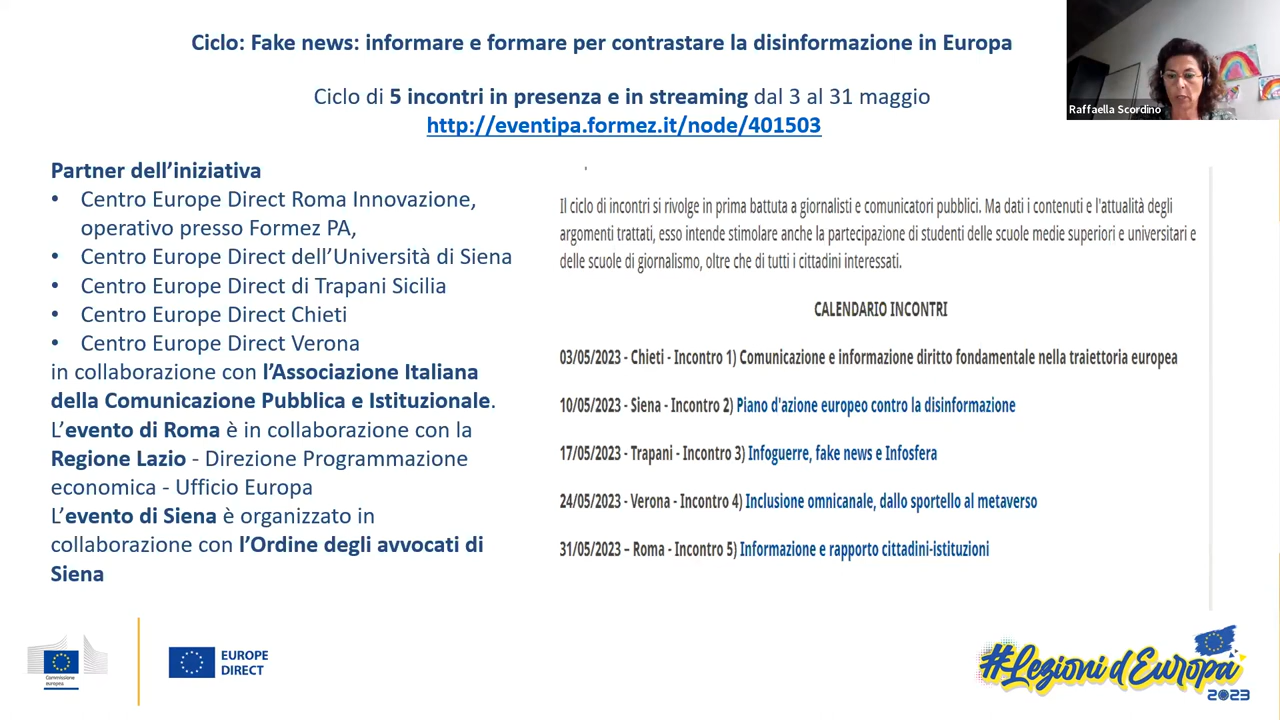 Ciclo: Fake news: informare e formare per contrastare la disinformazione in Europa
Ciclo di 5 incontri in presenza e in streaming dal 3 al 31 maggio
http://eventipa.formez.it/node/401503
Raffaella Scordino
Partner dell’iniziativa
• Centro Europe Direct Roma Innovazione,
operativo presso Formez PA,
• Centro Europe Direct dell’Università di Siena
• Centro Europe Direct di Trapani Sicilia
• Centro Europe Direct Chieti
• Centro Europe Direct Verona
in collaborazione con l’Associazione Italiana
della Comunicazione Pubblica e Istituzionale.
L’evento di Roma è in collaborazione con la
Regione Lazio - Direzione Programmazione
economica - Ufficio Europa
L’evento di Siena è organizzato in
collaborazione con l’Ordine degli avvocati di
Siena
Il ciclo di incontri si rivolge in prima battuta a giornalisti e comunicatori pubblici. Ma dati i contenuti e l'attualità degli
argomenti trattati, esso intende stimolare anche la partecipazione di studenti delle scuole medie superiori e universitari e
delle scuole di giornalismo, oltre che di tutti i cittadini interessati.
CALENDARIO INCONTRI
03/05/2023 - Chieti - Incontro 1) Comunicazione e informazione diritto fondamentale nella traiettoria europea
10/05/2023 - Siena - Incontro 2) Piano d'azione europeo contro la disinformazione
17/05/2023 - Trapani - Incontro 3) Infoguerre, fake news e Infosfera
24/05/2023 - Verona - Incontro 4) Inclusione omnicanale, dallo sportello al metaverso
31/05/2023 – Roma - Incontro 5) Informazione e rapporto cittadini-istituzioni
Commissione
europea
EUROPE
DIRECT
#Lezioni d'Europa
2023